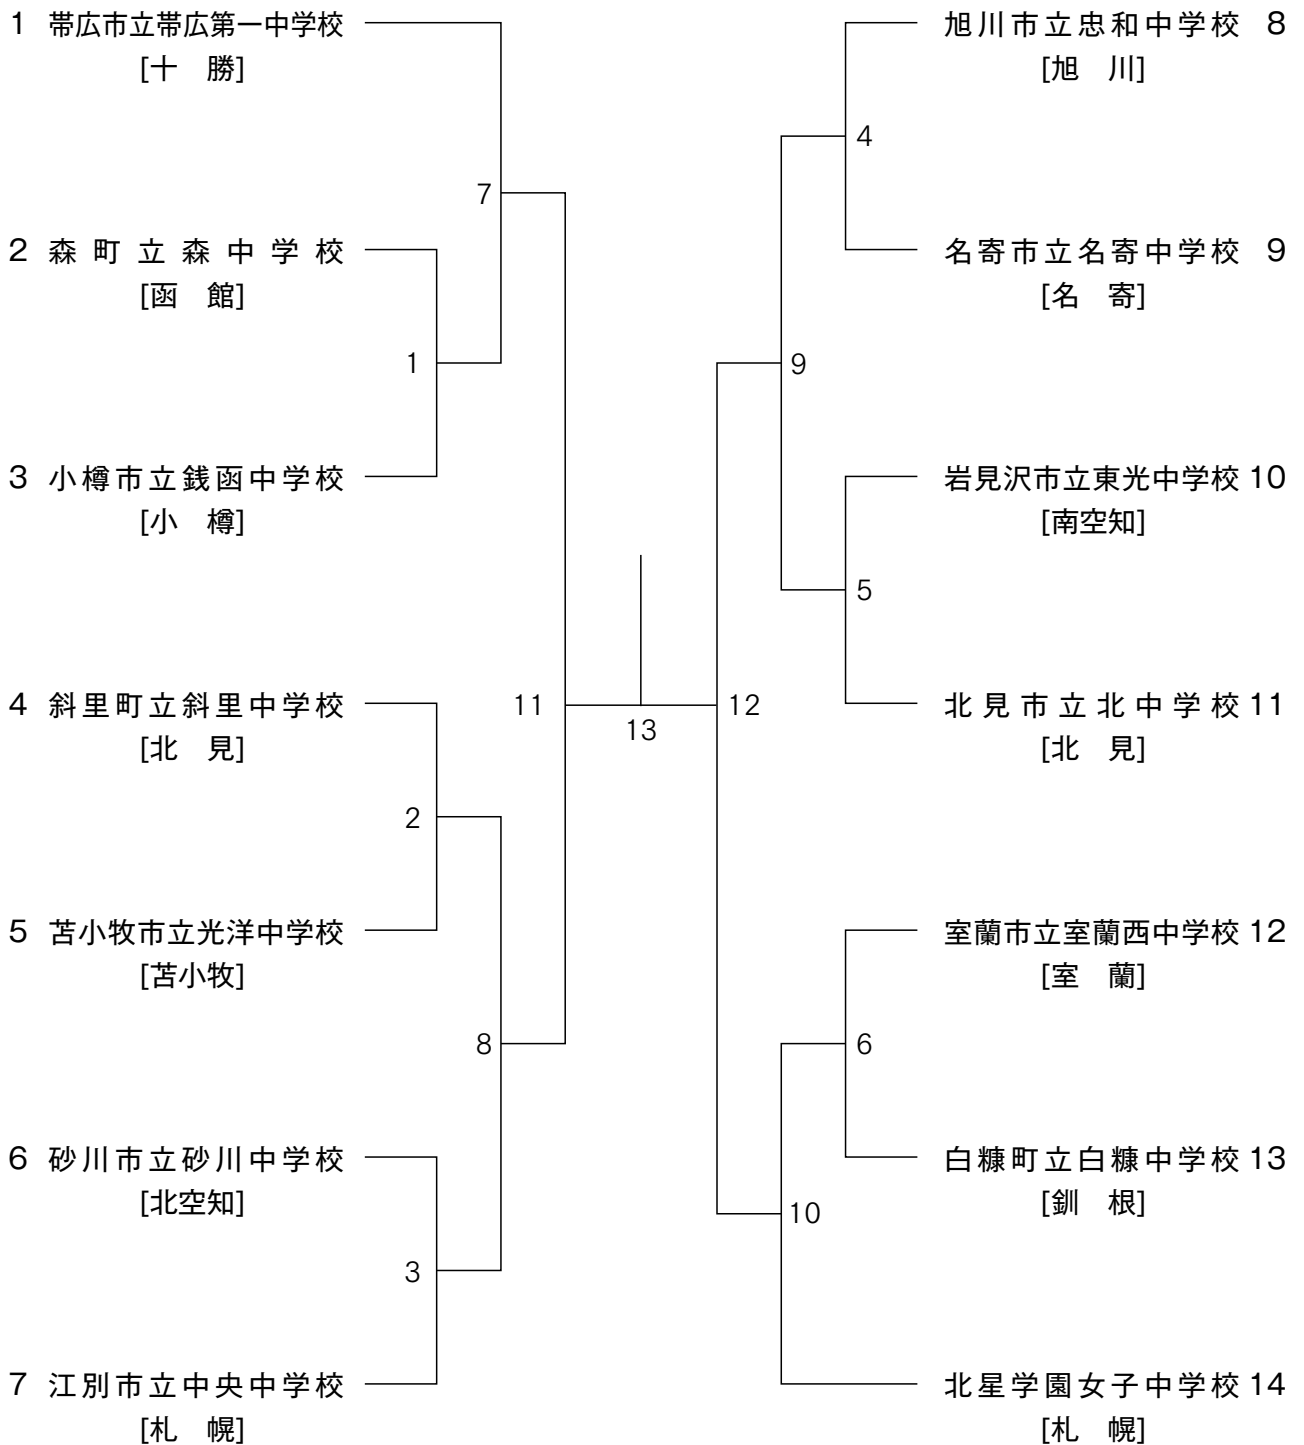 1 帯広市立帯広第一中学校
[十　勝]
7
2 森町立森中学校
[函　館]
1
3 小樽市立銭函中学校
[小　樽]
11
4 斜里町立斜里中学校
[北　見]
2
5 苫小牧市立光洋中学校
[苫小牧]
8
6 砂川市立砂川中学校
[北空知]
3
7 江別市立中央中学校
[札　幌]
13
旭川市立忠和中学校 8
[旭　川]
4
名寄市立名寄中学校 9
[名　寄]
9
岩見沢市立東光中学校 10
[南空知]
5
北見市立北中学校 11
[北　見]
12
室蘭市立室蘭西中学校 12
[室　蘭]
6
白糠町立白糠中学校 13
[釧　根]
10
北星学園女子中学校 14
[札　幌]